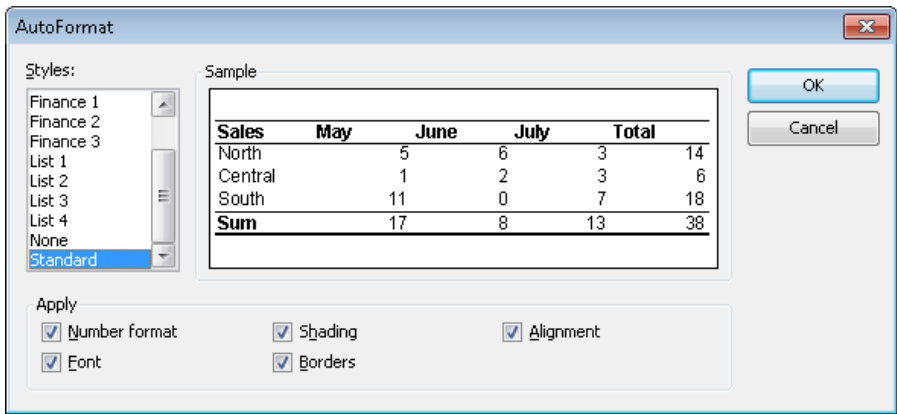 AutoFormat
Styles:
Finance 1
Finance 2
Finance 3
List 1
List 2
List 3
List 4
None
Standard
Sample
Sales May June July Total
North 5 6 3 14
Central 1 2 3 6
South 11 0 7 18
Sum 17 8 13 38
OK
Cancel
Apply
Number format Shading Alignment
Font Borders